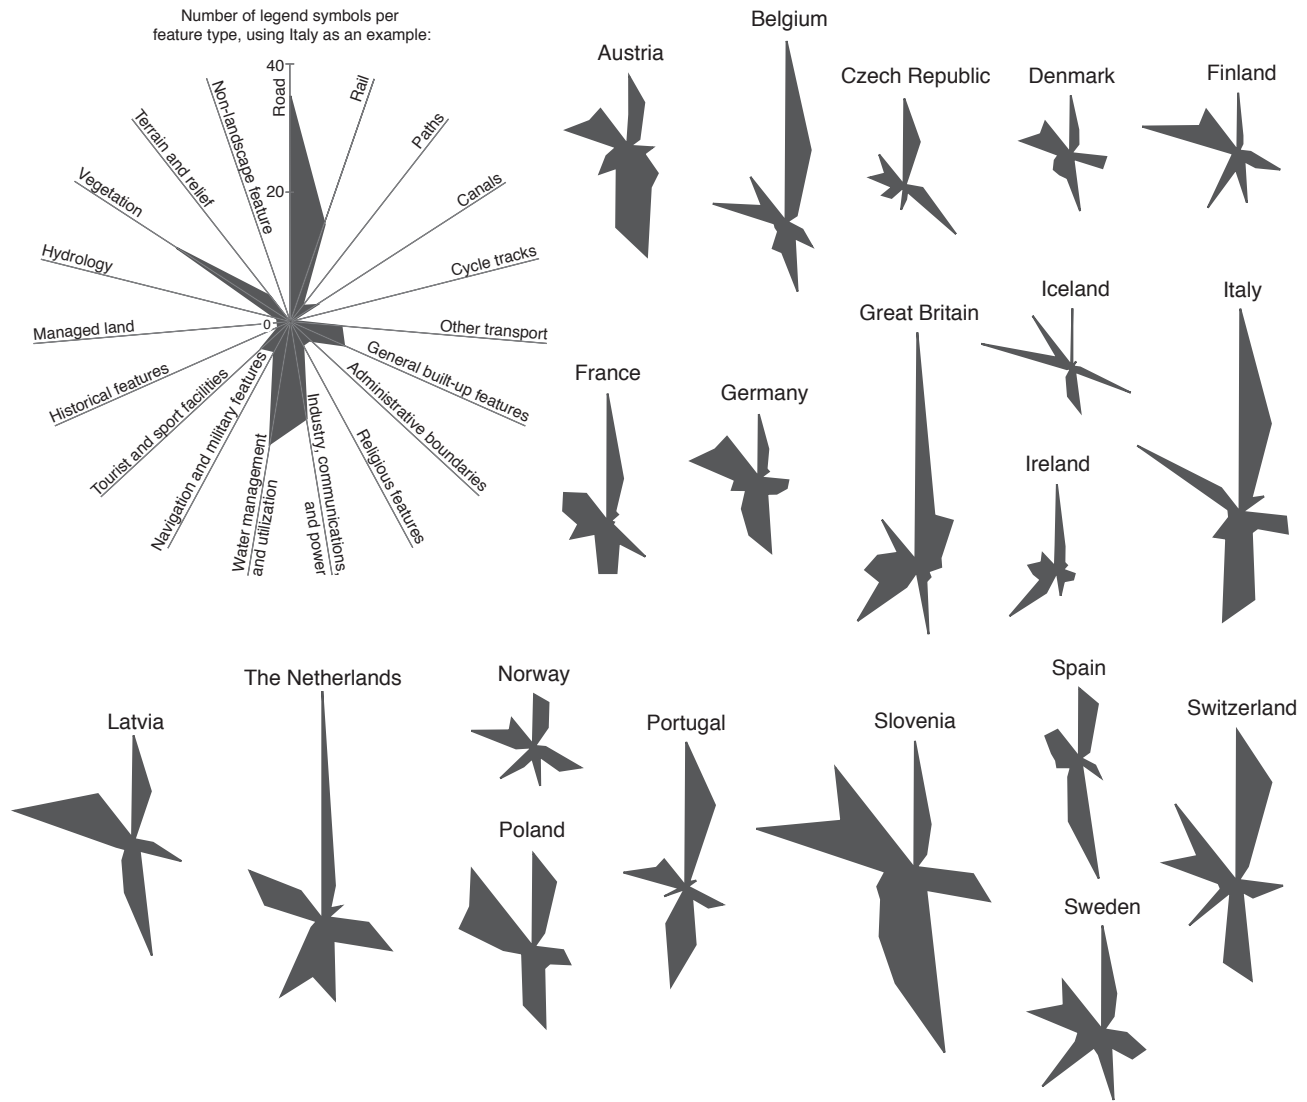 Number of legend symbols per
feature type, using Italy as an example:
40
20
0
Road
Rail
Paths
Canals
Cycle tracks
Other transport
General built-up features
Administrative boundaries
Religious features
Industry, communications,
and power
Water management
and utilization
Navigation and military features
Tourist and sport facilities
Historical features
Managed land
Hydrology
Vegetation
Terrain and relief
Non-landscape feature
Austria
Belgium
Czech Republic
Denmark
Finland
France
Germany
Great Britain
Iceland
Ireland
Italy
Latvia
The Netherlands
Norway
Poland
Portugal
Slovenia
Spain
Sweden
Switzerland